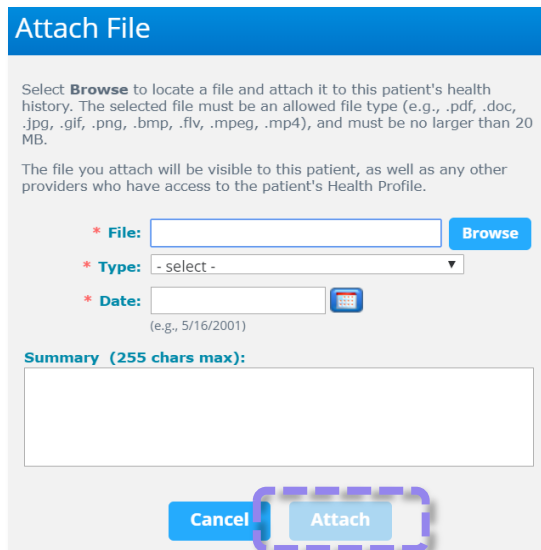 Attach File
Select Browse to locate a file and attach it to this patient's health
history. The selected file must be an allowed file type (e.g., .pdf, .doc,
.jpg, .gif, .png, .bmp, .flv, .mpeg, .mp4), and must be no larger than 20
MB.
The file you attach will be visible to this patient, as well as any other
providers who have access to the patient's Health Profile.
* File: Browse
* Type: - select -
* Date:
(e.g., 5/16/2001)
Summary (255 chars max):
Cancel Attach